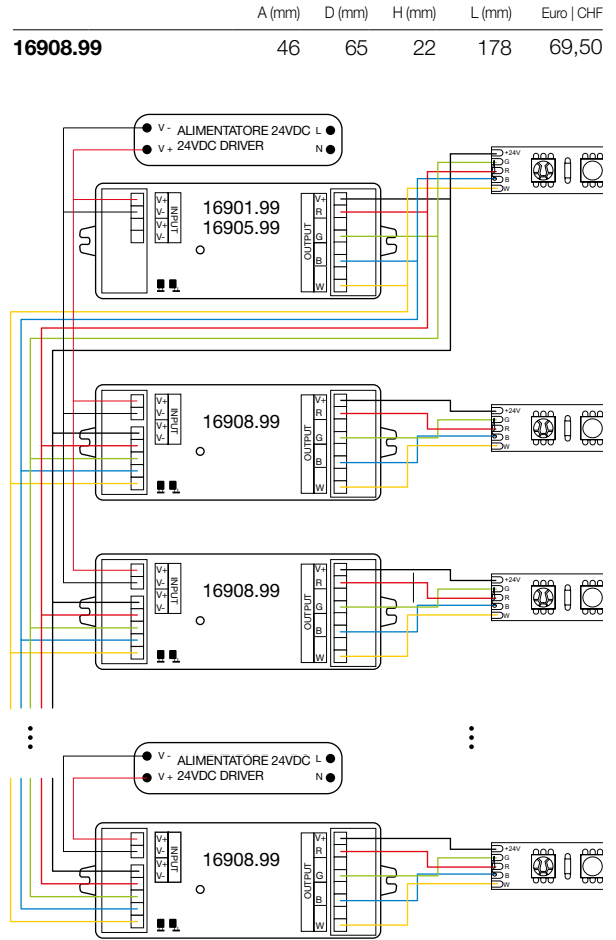 A (mm) D (mm) H (mm) L (mm) Euro | CHF
16908.99 46 65 22 178 69,50
V - ALIMENTATORE 24VDC L
V + 24VDC DRIVER N
V+
V-
V+
V-
INPUT
16901.99
16905.99
OUTPUT
V+
R
G
B
W
+24V
G
R
B
W
V+
V-
V+
V-
INPUT
16908.99
OUTPUT
V+
R
G
B
W
+24V
G
R
B
W
V+
V-
V+
V-
INPUT
16908.99
OUTPUT
V+
R
G
B
W
+24V
G
R
B
W
V - ALIMENTATORE 24VDC L
V + 24VDC DRIVER N
V+
V-
V+
V-
INPUT
16908.99
OUTPUT
V+
R
G
B
W
+24V
G
R
B
W